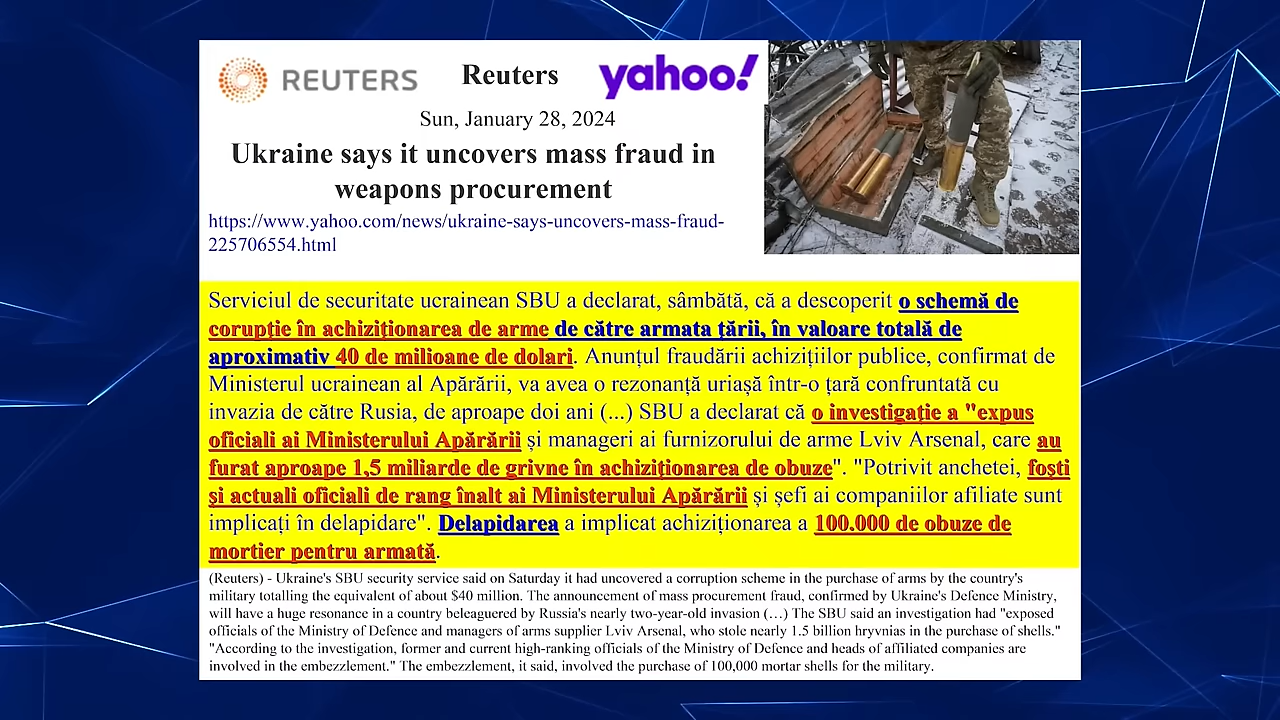 REUTERS Reuters yahoo!
Sun, January 28, 2024
Ukraine says it uncovers mass fraud in
weapons procurement
https://www.yahoo.com/news/ukraine-says-uncovers-mass-fraud-
225706554.html
Serviciul de securitate ucrainean SBU a declarat, sâmbătă, că a descoperit o schemă de
corupție în achiziționarea de arme de către armata țării, în valoare totală de
aproximativ 40 de milioane de dolari. Anunțul fraudării achizițiilor publice, confirmat de
Ministerul ucrainean al Apărării, va avea o rezonanță uriașă într-o țară confruntată cu
invazia de către Rusia, de aproape doi ani (...) SBU a declarat că o investigație a "expus
oficiali ai Ministerului Apărării și manageri ai furnizorului de arme Lviv Arsenal, care au
furat aproape 1,5 miliarde de grivne în achiziționarea de obuze". "Potrivit anchetei, foști
și actuali oficiali de rang înalt ai Ministerului Apărării și șefi ai companiilor afiliate sunt
implicați în delapidare". Delapidarea a implicat achiziționarea a 100.000 de obuze de
mortier pentru armată.
(Reuters) - Ukraine's SBU security service said on Saturday it had uncovered a corruption scheme in the purchase of arms by the country's
military totalling the equivalent of about $40 million. The announcement of mass procurement fraud, confirmed by Ukraine's Defence Ministry,
will have a huge resonance in a country beleaguered by Russia's nearly two-year-old invasion (…) The SBU said an investigation had "exposed
officials of the Ministry of Defence and managers of arms supplier Lviv Arsenal, who stole nearly 1.5 billion hryvnias in the purchase of shells."
"According to the investigation, former and current high-ranking officials of the Ministry of Defence and heads of affiliated companies are
involved in the embezzlement." The embezzlement, it said, involved the purchase of 100,000 mortar shells for the military.